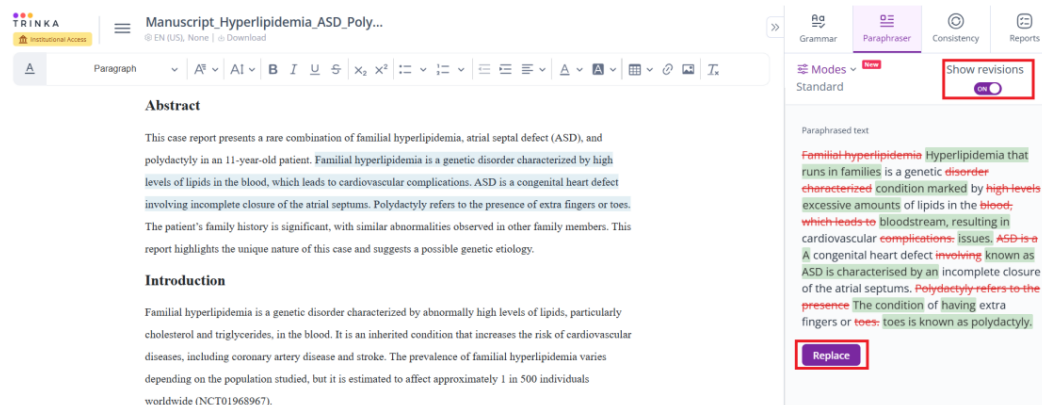 TRINKA
Institutional Access
Manuscript_Hyperlipidemia_ASD_Poly...
EN (US), None | Download
Grammar
Paraphraser
Consistency
Reports
Paragraph
B I U S x₂ x²
Modes
New
Standard
Show revisions
ON
Abstract
This case report presents a rare combination of familial hyperlipidemia, atrial septal defect (ASD), and
polydactyly in an 11-year-old patient. Familial hyperlipidemia is a genetic disorder characterized by high
levels of lipids in the blood, which leads to cardiovascular complications. ASD is a congenital heart defect
involving incomplete closure of the atrial septums. Polydactyly refers to the presence of extra fingers or toes.
The patient's family history is significant, with similar abnormalities observed in other family members. This
report highlights the unique nature of this case and suggests a possible genetic etiology.
Introduction
Familial hyperlipidemia is a genetic disorder characterized by abnormally high levels of lipids, particularly
cholesterol and triglycerides, in the blood. It is an inherited condition that increases the risk of cardiovascular
diseases, including coronary artery disease and stroke. The prevalence of familial hyperlipidemia varies
depending on the population studied, but it is estimated to affect approximately 1 in 500 individuals
worldwide (NCT01968967).
Paraphrased text
Familial hyperlipidemia Hyperlipidemia that
runs in families is a genetic disorder
characterized condition marked by high levels
excessive amounts of lipids in the blood,
which leads to bloodstream, resulting in
cardiovascular complications. issues. ASD is a
A congenital heart defect involving known as
ASD is characterised by an incomplete closure
of the atrial septums. Polydactyly refers to the
presence The condition of having extra
fingers or toes. toes is known as polydactyly.
Replace